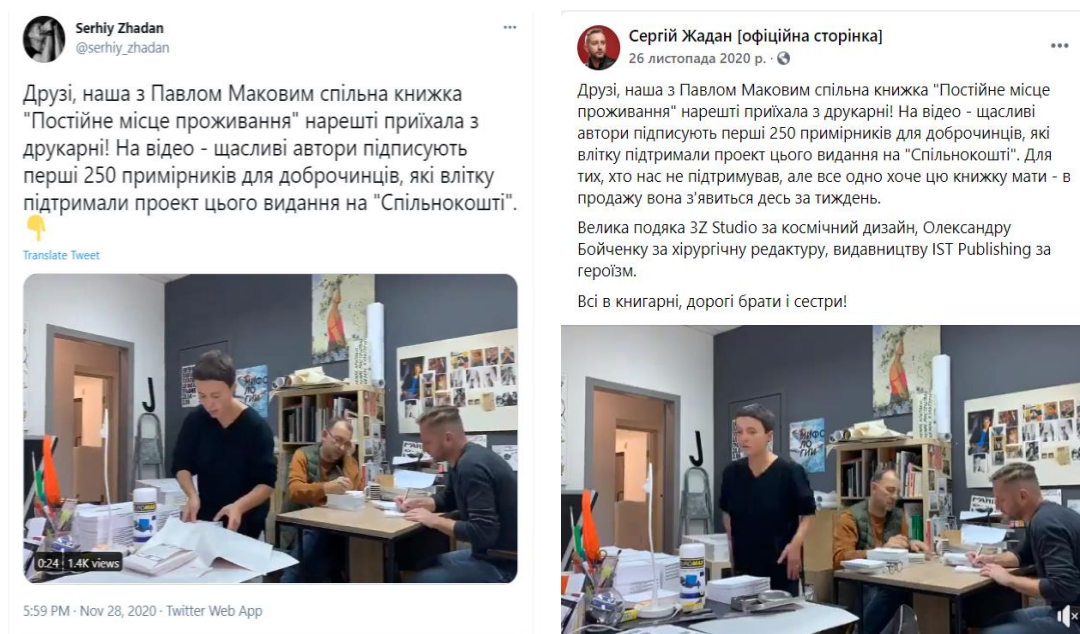 Serhiy Zhadan
@serhiy_zhadan
Друзі, наша з Павлом Маковим спільна книжка
"Постійне місце проживання" нарешті приїхала з
друкарні! На відео - щасливі автори підписують
перші 250 примірників для доброчинців, які влітку
підтримали проект цього видання на "Спільнокошті".
Translate Tweet
0:24 1.4K views
5:59 PM · Nov 28, 2020 · Twitter Web App
Сергій Жадан [офіційна сторінка]
26 листопада 2020 р. ·
Друзі, наша з Павлом Маковим спільна книжка "Постійне місце
проживання" нарешті приїхала з друкарні! На відео - щасливі
автори підписують перші 250 примірників для доброчинців, які
влітку підтримали проект цього видання на "Спільнокошті". Для
тих, хто нас не підтримував, але все одно хоче цю книжку мати - в
продажу вона з'явиться десь за тиждень.
Велика подяка 3Z Studio за космічний дизайн, Олександру
Бойченку за хірургічну редактуру, видавництву IST Publishing за
героїзм.
Всі в книгарні, дорогі брати і сестри!